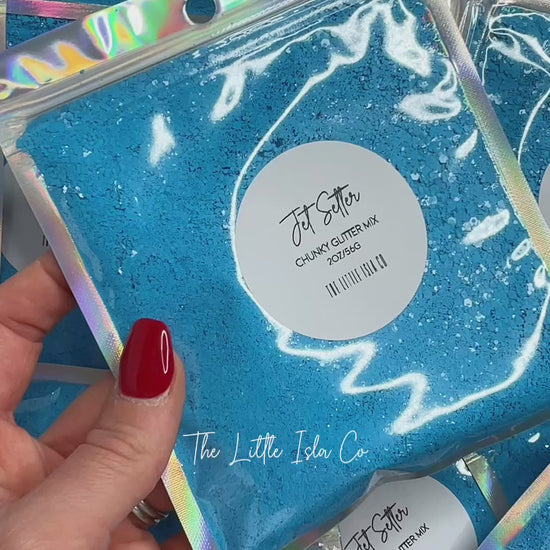 Jet Setter
CHUNKY GLITTER MIX
2OZ/56G
THE LITTLE ISLA CO
The Little Isla Co
Jet Setter
GLITTER MIX